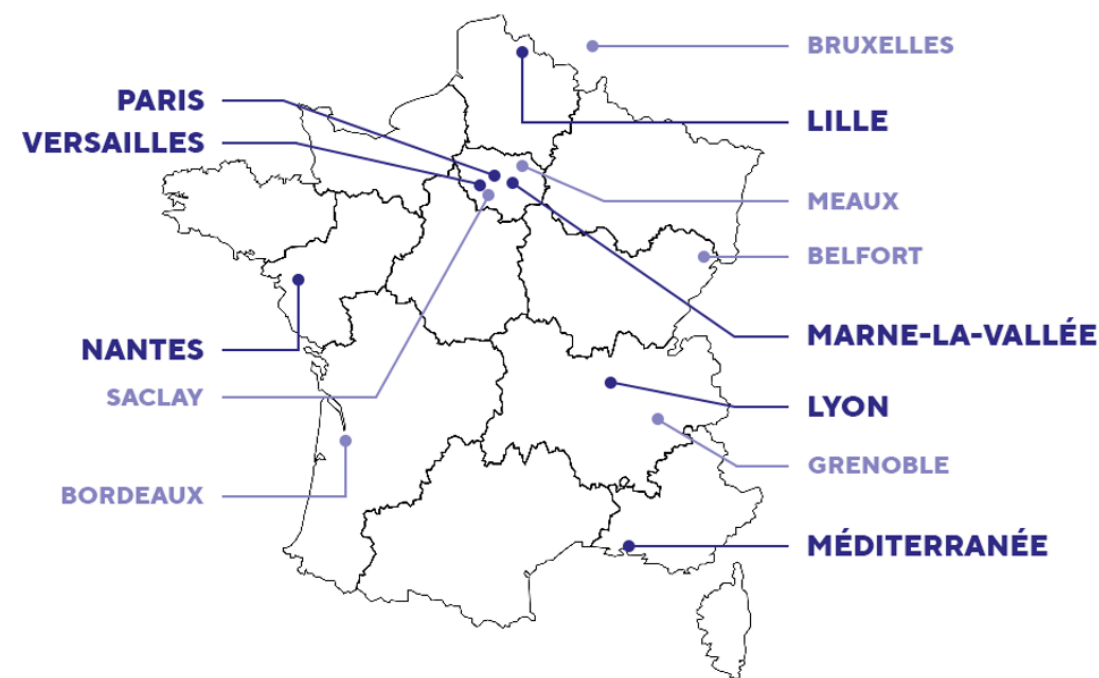 PARIS
VERSAILLES
NANTES
SACLAY
BORDEAUX
BRUXELLES
LILLE
MEAUX
BELFORT
MARNE-LA-VALLÉE
LYON
GRENOBLE
MÉDITERRANÉE